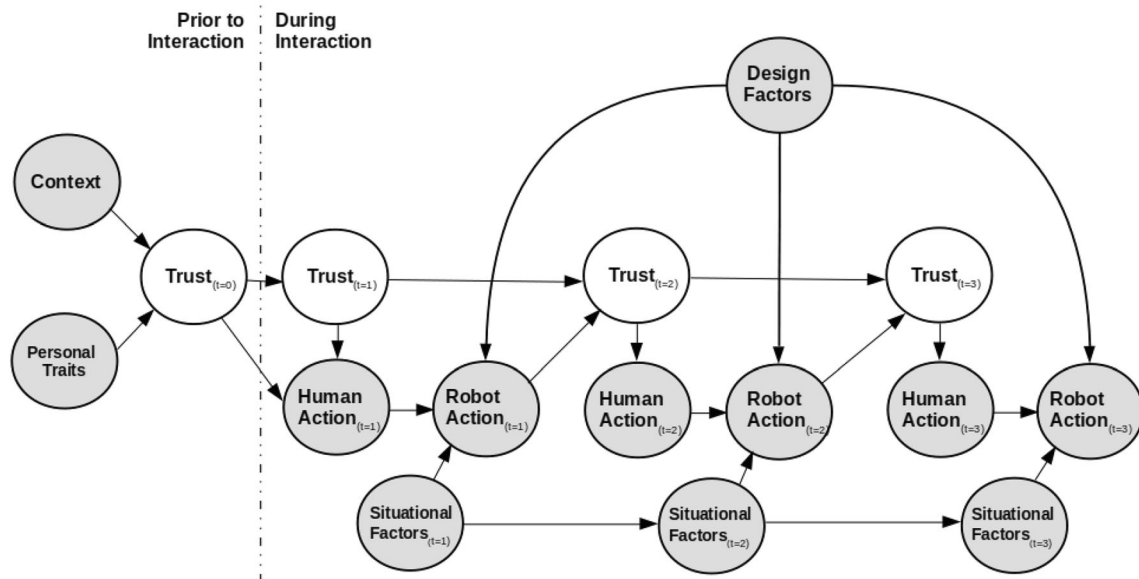 Prior to
Interaction
During
Interaction
Design
Factors
Context
Trust(t=0)
Trust(t=1)
Trust(t=2)
Trust(t=3)
Personal
Traits
Human
Action(t=1)
Robot
Action(t=1)
Human
Action(t=2)
Robot
Action(t=2)
Human
Action(t=3)
Robot
Action(t=3)
Situational
Factors(t=1)
Situational
Factors(t=2)
Situational
Factors(t=3)